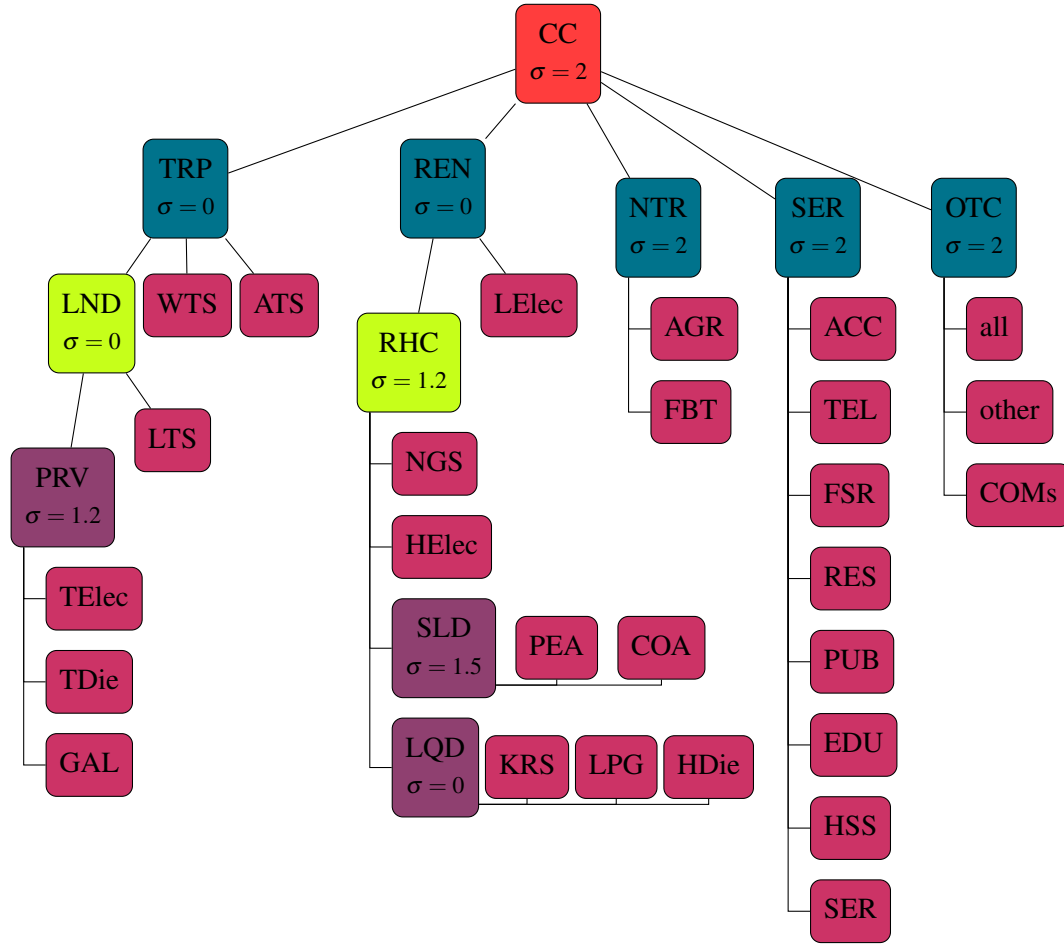 CC
σ = 2
TRP
σ = 0
REN
σ = 0
NTR
σ = 2
SER
σ = 2
OTC
σ = 2
LND
σ = 0
WTS
ATS
RHC
σ = 1.2
LElec
AGR
FBT
ACC
TEL
FSR
RES
PUB
EDU
HSS
SER
all
other
COMs
PRV
σ = 1.2
LTS
TElec
TDie
GAL
NGS
HElec
SLD
σ = 1.5
PEA
COA
LQD
σ = 0
KRS
LPG
HDie